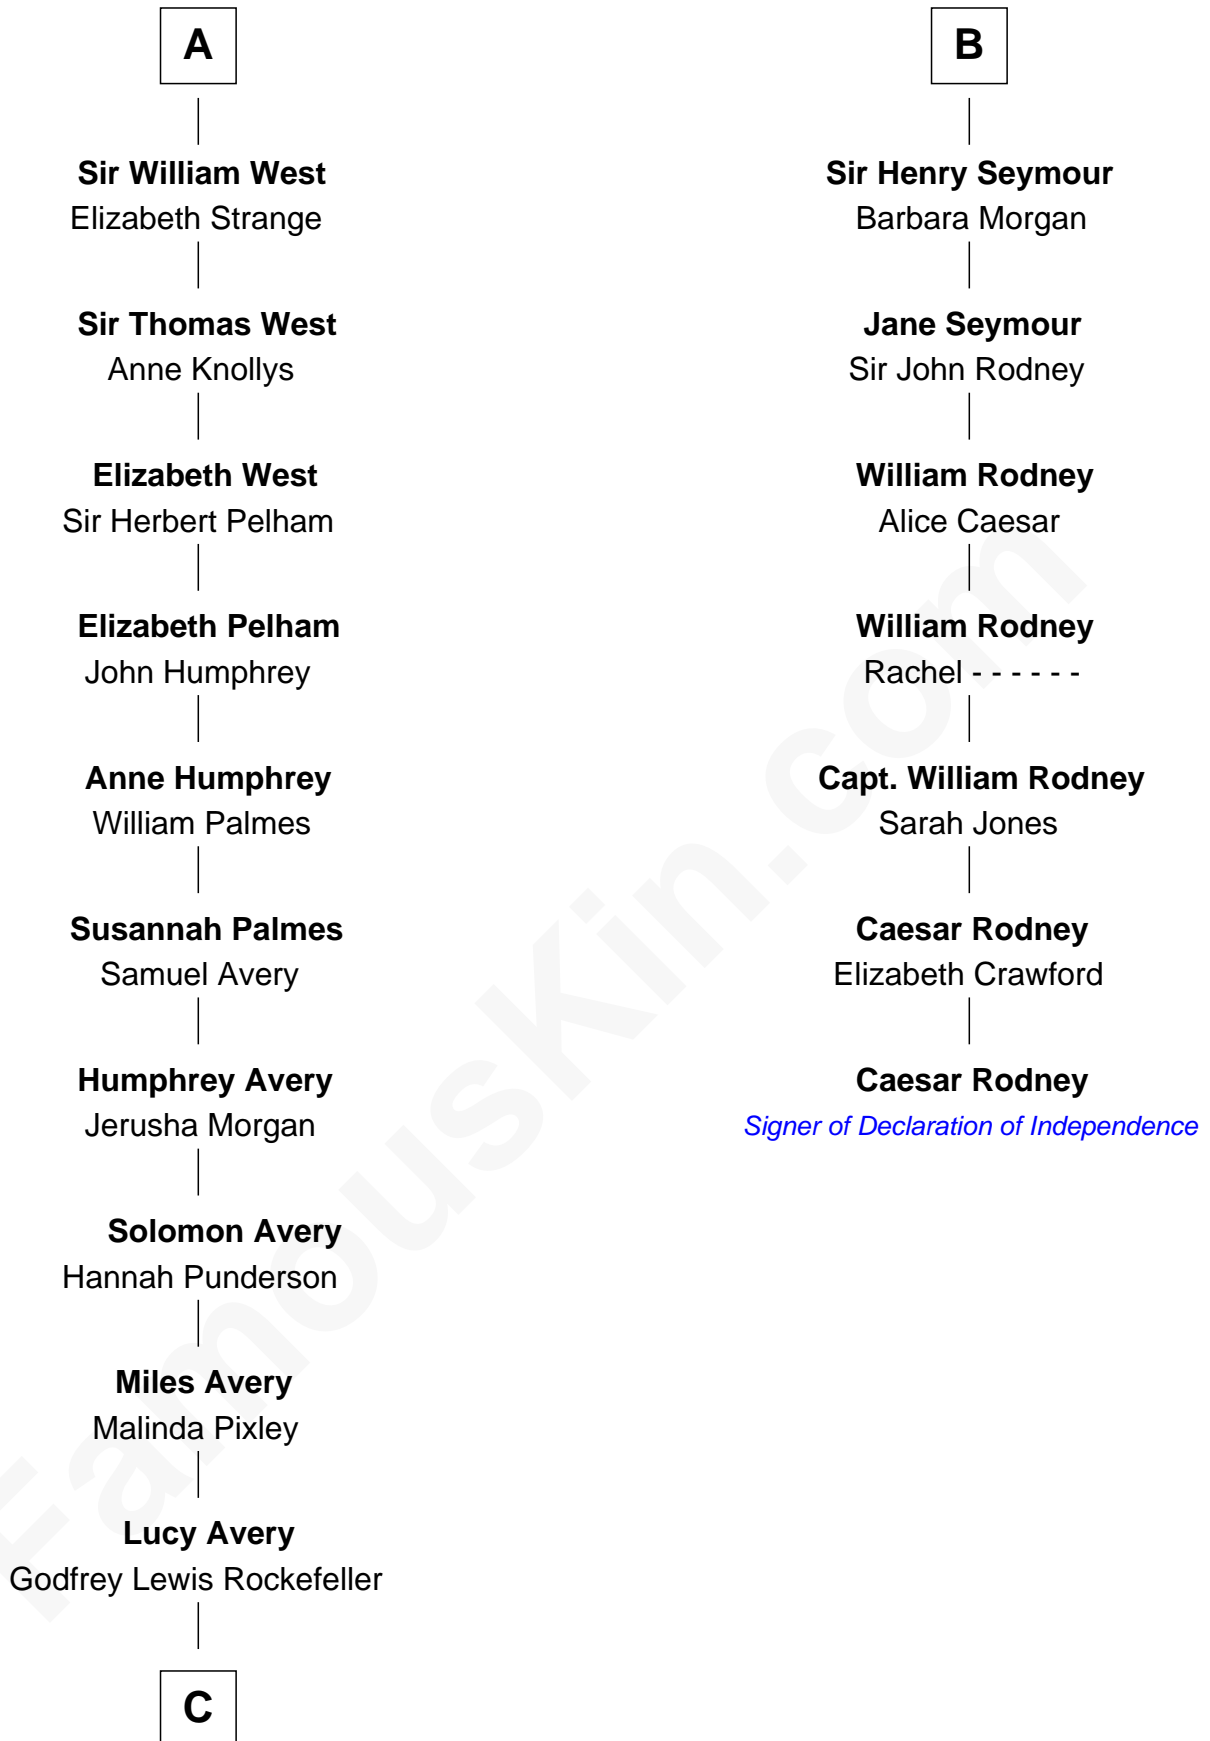 A
Sir William West
Elizabeth Strange
Sir Thomas West
Anne Knollys
Elizabeth West
Sir Herbert Pelham
Elizabeth Pelham
John Humphrey
Anne Humphrey
William Palmes
Susannah Palmes
Samuel Avery
Humphrey Avery
Jerusha Morgan
Solomon Avery
Hannah Punderson
Miles Avery
Malinda Pixley
Lucy Avery
Godfrey Lewis Rockefeller
C
B
Sir Henry Seymour
Barbara Morgan
Jane Seymour
Sir John Rodney
William Rodney
Alice Caesar
William Rodney
Rachel - - - - - -
Capt. William Rodney
Sarah Jones
Caesar Rodney
Elizabeth Crawford
Caesar Rodney
Signer of Declaration of Independence
FamousKin.com